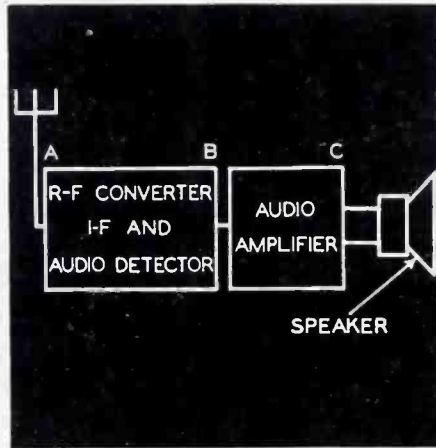 A B C
R-F CONVERTER
I-F AND
AUDIO DETECTOR
AUDIO
AMPLIFIER
SPEAKER